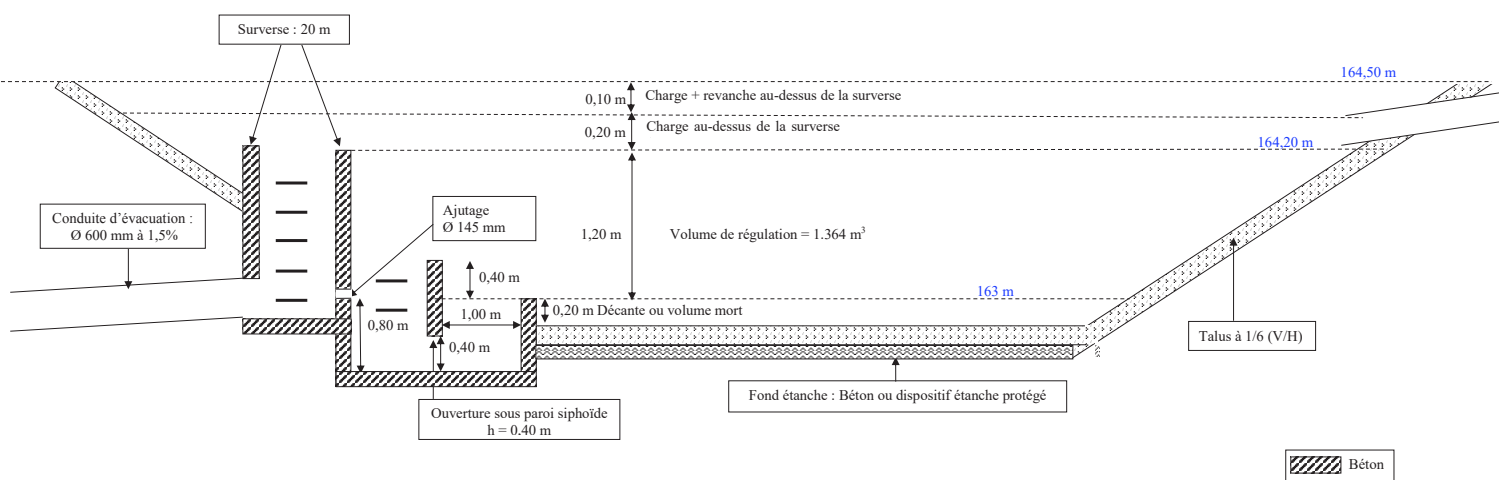 Surverse : 20 m
164,50 m
0,10 m
Charge + revanche au-dessus de la surverse
0,20 m
Charge au-dessus de la surverse
164,20 m
Conduite d’évacuation :
Ø 600 mm à 1,5%
Ajutage
Ø 145 mm
1,20 m
Volume de régulation = 1.364 m³
0,40 m
163 m
0,80 m
1,00 m
0,20 m Décante ou volume mort
0,40 m
Talus à 1/6 (V/H)
Fond étanche : Béton ou dispositif étanche protégé
Ouverture sous paroi siphoïde
h = 0.40 m
Béton